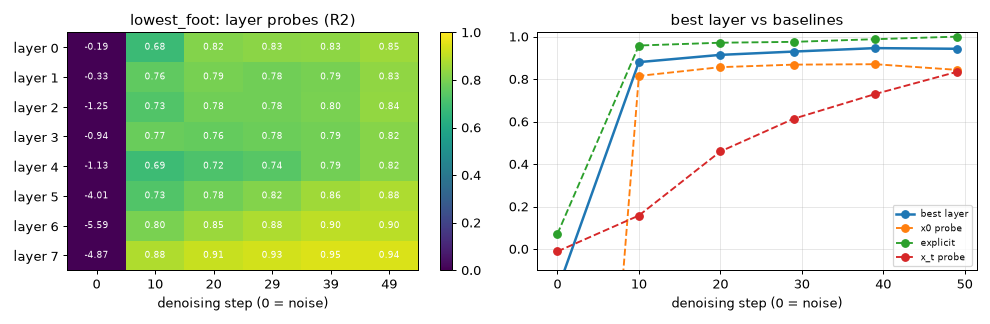 lowest_foot: layer probes (R2)
layer 0 -0.19 0.68 0.82 0.83 0.83 0.85
layer 1 -0.33 0.76 0.79 0.78 0.79 0.83
layer 2 -1.25 0.73 0.78 0.78 0.80 0.84
layer 3 -0.94 0.77 0.76 0.78 0.79 0.82
layer 4 -1.13 0.69 0.72 0.74 0.79 0.82
layer 5 -4.01 0.73 0.78 0.82 0.86 0.88
layer 6 -5.59 0.80 0.85 0.88 0.90 0.90
layer 7 -4.87 0.88 0.91 0.93 0.95 0.94
0 10 20 29 39 49
denoising step (0 = noise)
1.0
0.8
0.6
0.4
0.2
0.0
best layer vs baselines
1.0
0.8
0.6
0.4
0.2
0.0
best layer
x0 probe
explicit
x_t probe
0 10 20 30 40 50
denoising step (0 = noise)